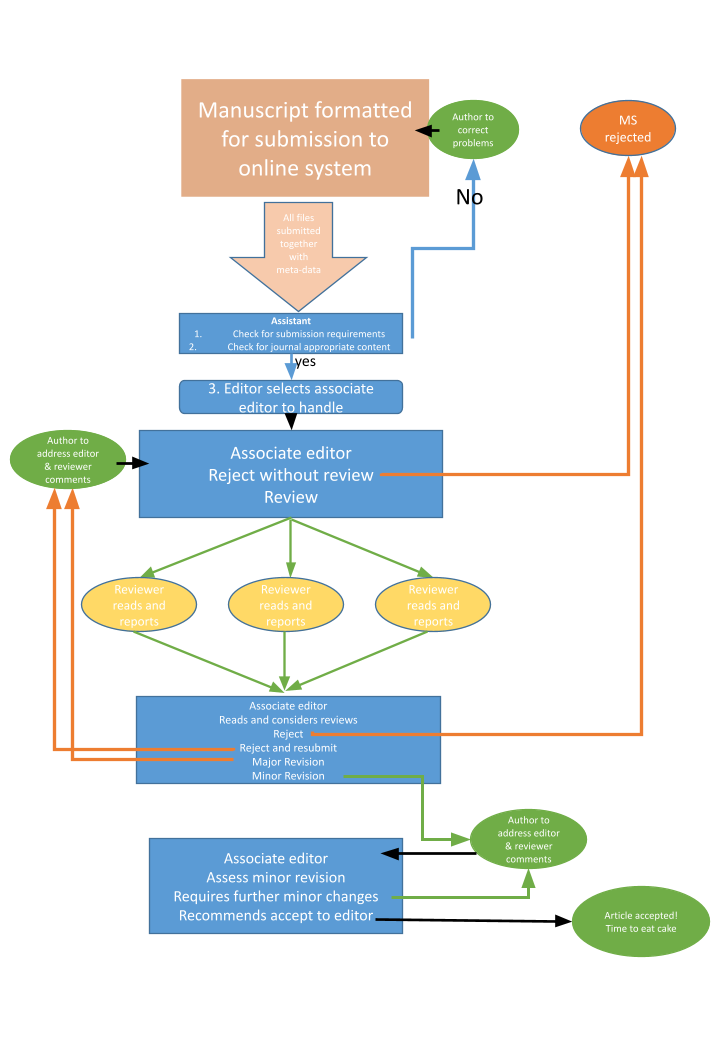 Manuscript formatted
for submission to
online system
Author to
correct
problems
MS
rejected
No
All files
submitted
together
with
meta-data
Assistant
1. Check for submission requirements
2. Check for journal appropriate content
yes
3. Editor selects associate
editor to handle
Author to
address editor
& reviewer
comments
Associate editor
Reject without review
Review
Reviewer
reads and
reports
Reviewer
reads and
reports
Reviewer
reads and
reports
Associate editor
Reads and considers reviews
Reject
Reject and resubmit
Major Revision
Minor Revision
Author to
address editor
& reviewer
comments
Associate editor
Assess minor revision
Requires further minor changes
Recommends accept to editor
Article accepted!
Time to eat cake